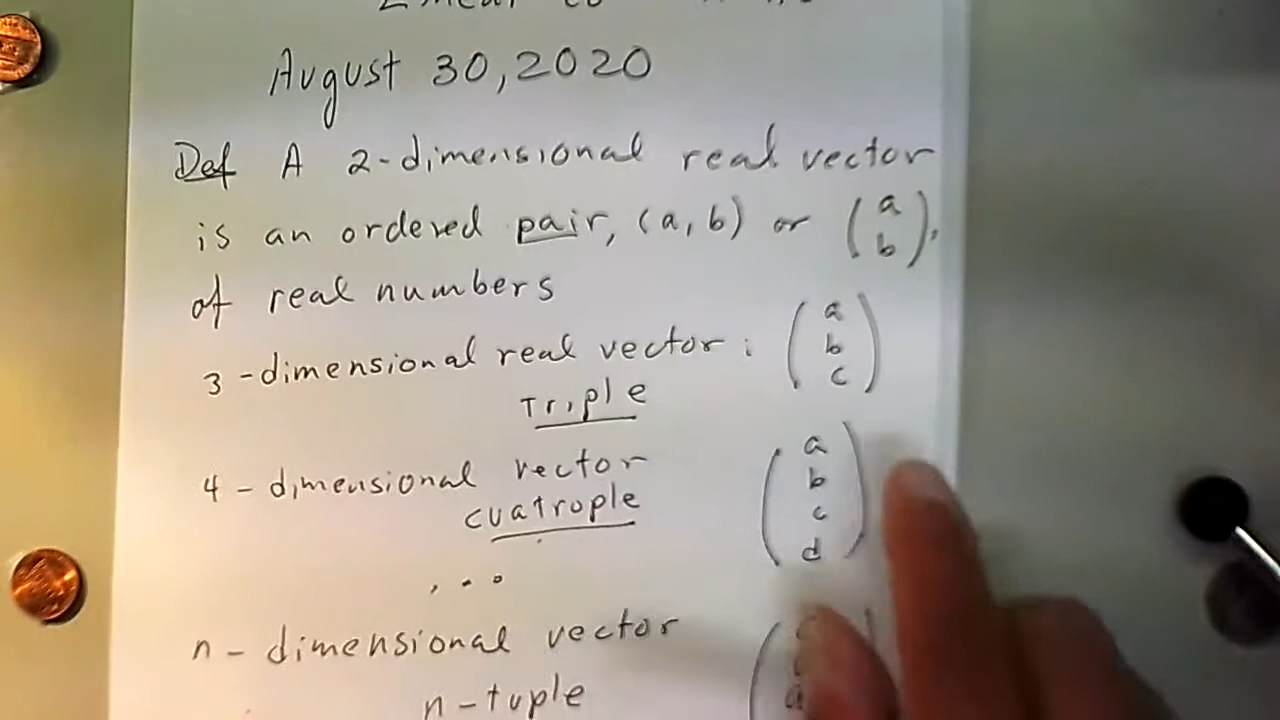 August 30, 2020
Def A 2-dimensional real vector
is an ordered pair, (a, b) or (a b).
of real numbers
3-dimensional real vector: (a b c)
Triple
4-dimensional vector (a b c d)
cuatrople
...
n-dimensional vector
n-tuple